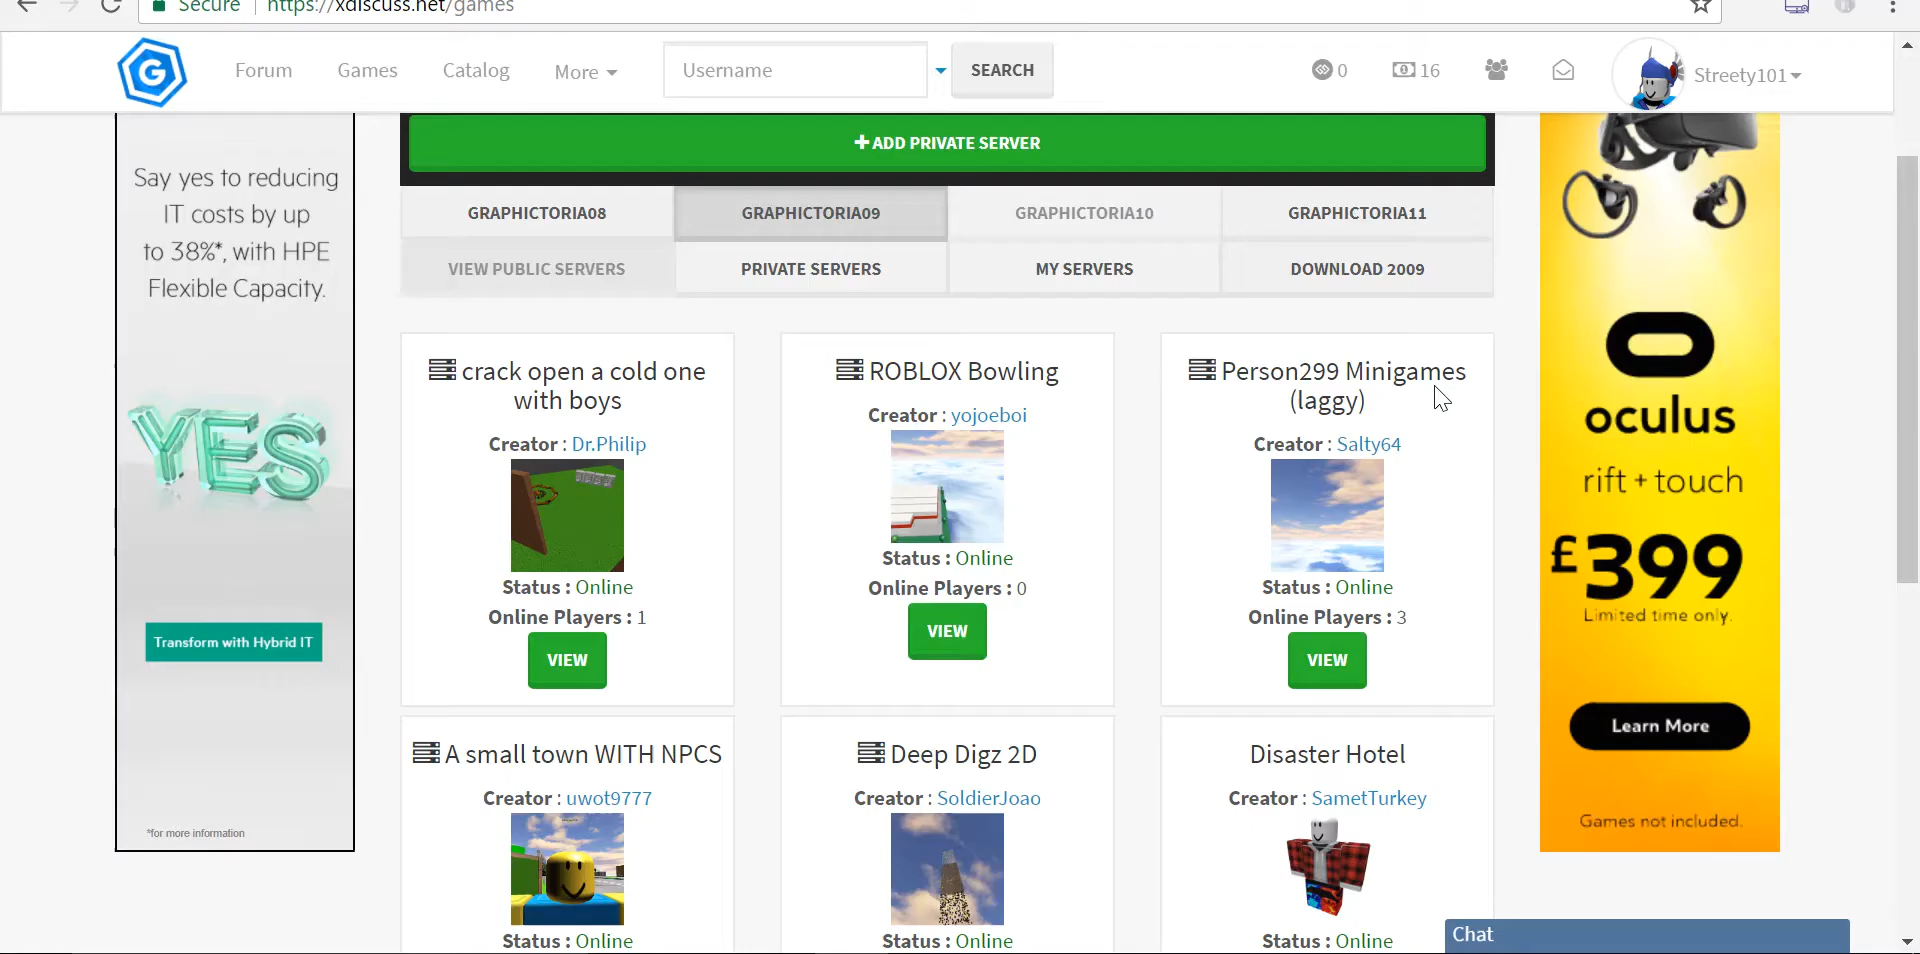 Secure https://xdiscuss.net/games
G Forum Games Catalog More Username SEARCH 0 16 Streety101
Say yes to reducing
IT costs by up
to 38%*, with HPE
Flexible Capacity.
YES
Transform with Hybrid IT
*for more information
+ADD PRIVATE SERVER
GRAPHICTORIA08 GRAPHICTORIA09 GRAPHICTORIA10 GRAPHICTORIA11
VIEW PUBLIC SERVERS PRIVATE SERVERS MY SERVERS DOWNLOAD 2009
crack open a cold one
with boys
Creator : Dr.Philip
Status : Online
Online Players : 1
VIEW
ROBLOX Bowling
Creator : yojoeboi
Status : Online
Online Players : 0
VIEW
Person299 Minigames
(laggy)
Creator : Salty64
Status : Online
Online Players : 3
VIEW
A small town WITH NPCS
Creator : uwot9777
Status : Online
Deep Digz 2D
Creator : SoldierJoao
Status : Online
Disaster Hotel
Creator : SametTurkey
Status : Online
oculus
rift + touch
£399
Limited time only.
Learn More
Games not included.
Chat